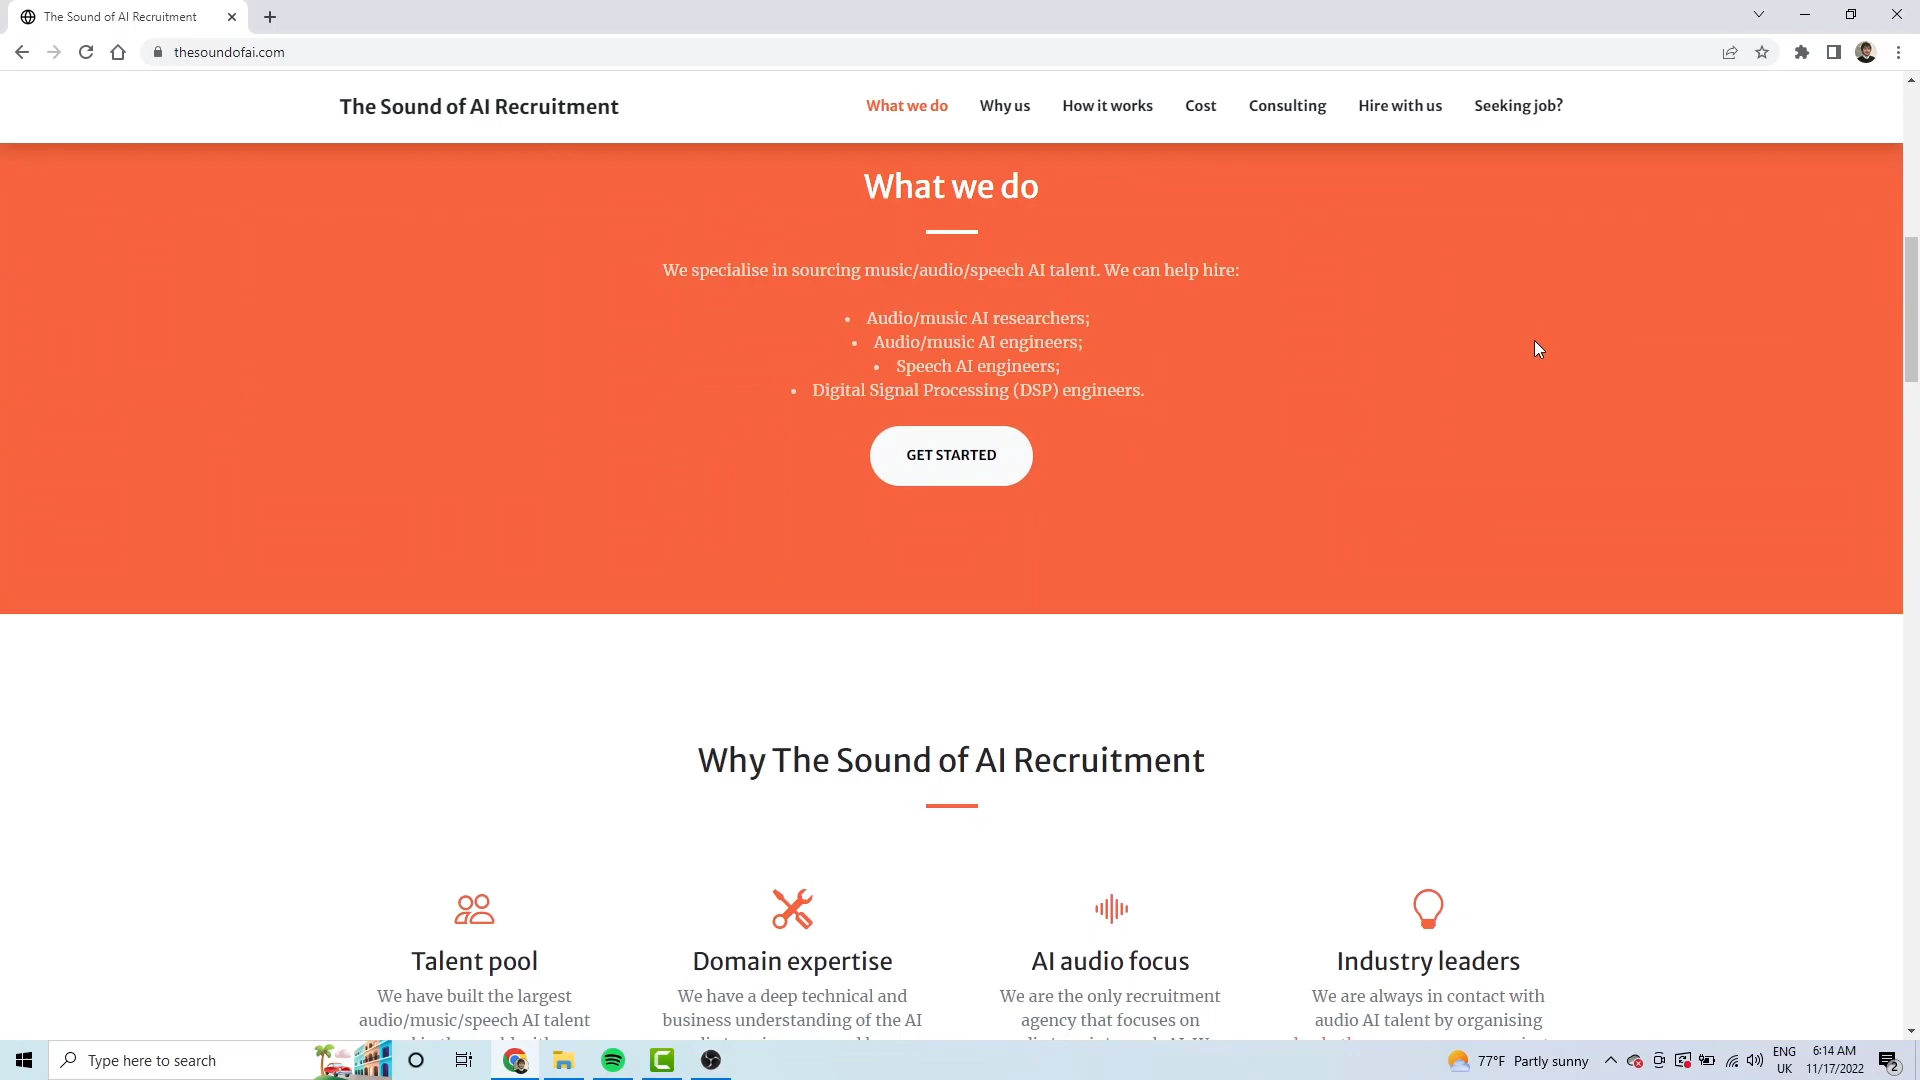 The Sound of AI Recruitment
thesoundofai.com
The Sound of AI Recruitment
What we do
Why us
How it works
Cost
Consulting
Hire with us
Seeking job?
What we do
We specialise in sourcing music/audio/speech AI talent. We can help hire:
• Audio/music AI researchers;
• Audio/music AI engineers;
• Speech AI engineers;
• Digital Signal Processing (DSP) engineers.
GET STARTED
Why The Sound of AI Recruitment
Talent pool
We have built the largest
audio/music/speech AI talent
Domain expertise
We have a deep technical and
business understanding of the AI
AI audio focus
We are the only recruitment
agency that focuses on
Industry leaders
We are always in contact with
audio AI talent by organising
Type here to search
77°F Partly sunny
ENG
UK
6:14 AM
11/17/2022
2